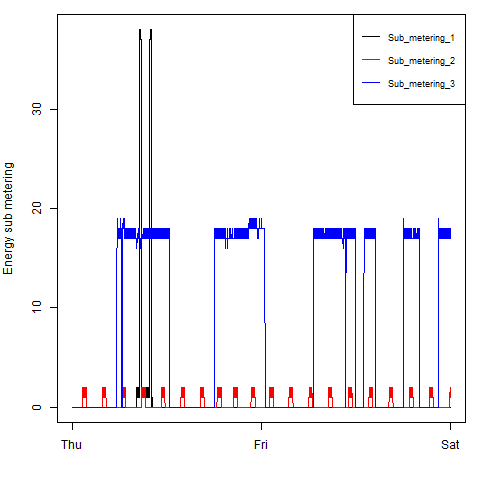 Sub_metering_1
Sub_metering_2
Sub_metering_3
Energy sub metering
30
20
10
0
Thu Fri Sat